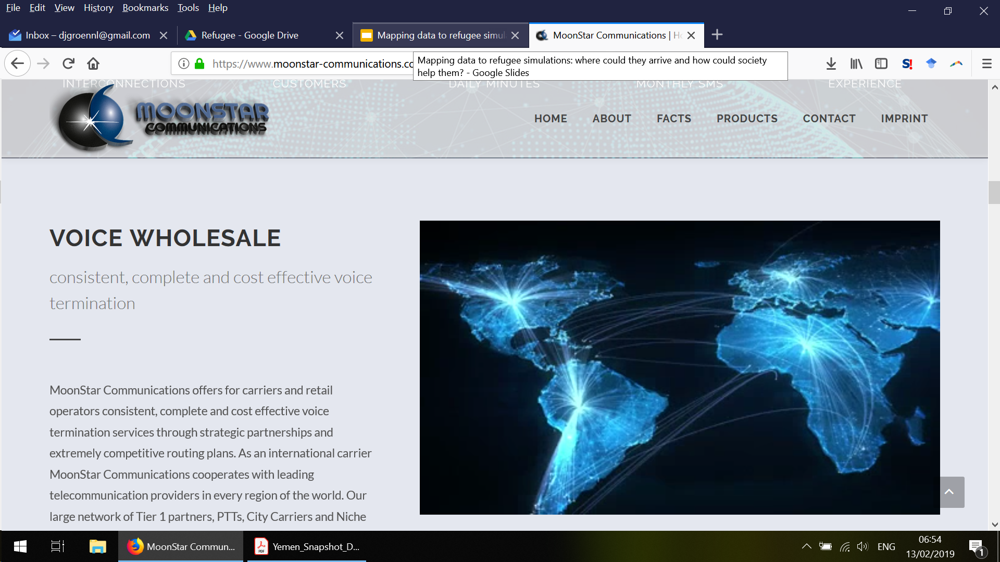 File Edit View History Bookmarks Tools Help
Inbox – djgroennl@gmail.com
Refugee - Google Drive
Mapping data to refugee simul
MoonStar Communications | Ho
https://www.moonstar-communications.co
Mapping data to refugee simulations: where could they arrive and how could society
help them? - Google Slides
S!
INTERCONNECTIONS CUSTOMERS DAILY MINUTES MONTHLY SMS EXPERIENCE
MOONSTAR
COMMUNICATIONS
HOME ABOUT FACTS PRODUCTS CONTACT IMPRINT
VOICE WHOLESALE
consistent, complete and cost effective voice
termination
MoonStar Communications offers for carriers and retail
operators consistent, complete and cost effective voice
termination services through strategic partnerships and
extremely competitive routing plans. As an international carrier
MoonStar Communications cooperates with leading
telecommunication providers in every region of the world. Our
large network of Tier 1 partners, PTTs, City Carriers and Niche
MoonStar Commun...
PDF
Yemen_Snapshot_D...
ENG
06:54
13/02/2019
1